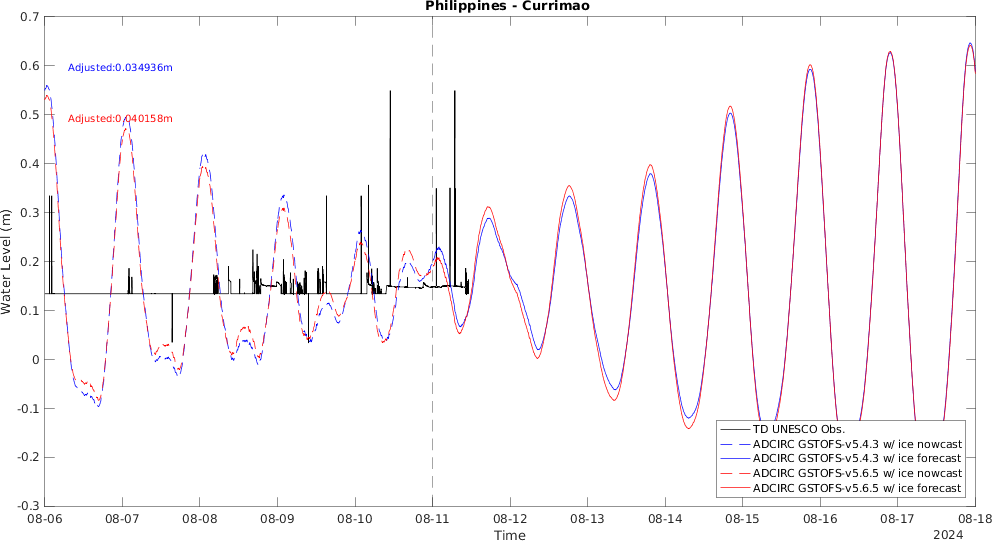 Philippines - Currimao
0.7
0.6
0.5
0.4
0.3
0.2
0.1
0
-0.1
-0.2
-0.3
Water Level (m)
Adjusted:0.034936m
Adjusted:0.040158m
TD UNESCO Obs.
ADCIRC GSTOFS-v5.4.3 w/ ice nowcast
ADCIRC GSTOFS-v5.4.3 w/ ice forecast
ADCIRC GSTOFS-v5.6.5 w/ ice nowcast
ADCIRC GSTOFS-v5.6.5 w/ ice forecast
08-06 08-07 08-08 08-09 08-10 08-11 08-12 08-13 08-14 08-15 08-16 08-17 08-18
Time
2024